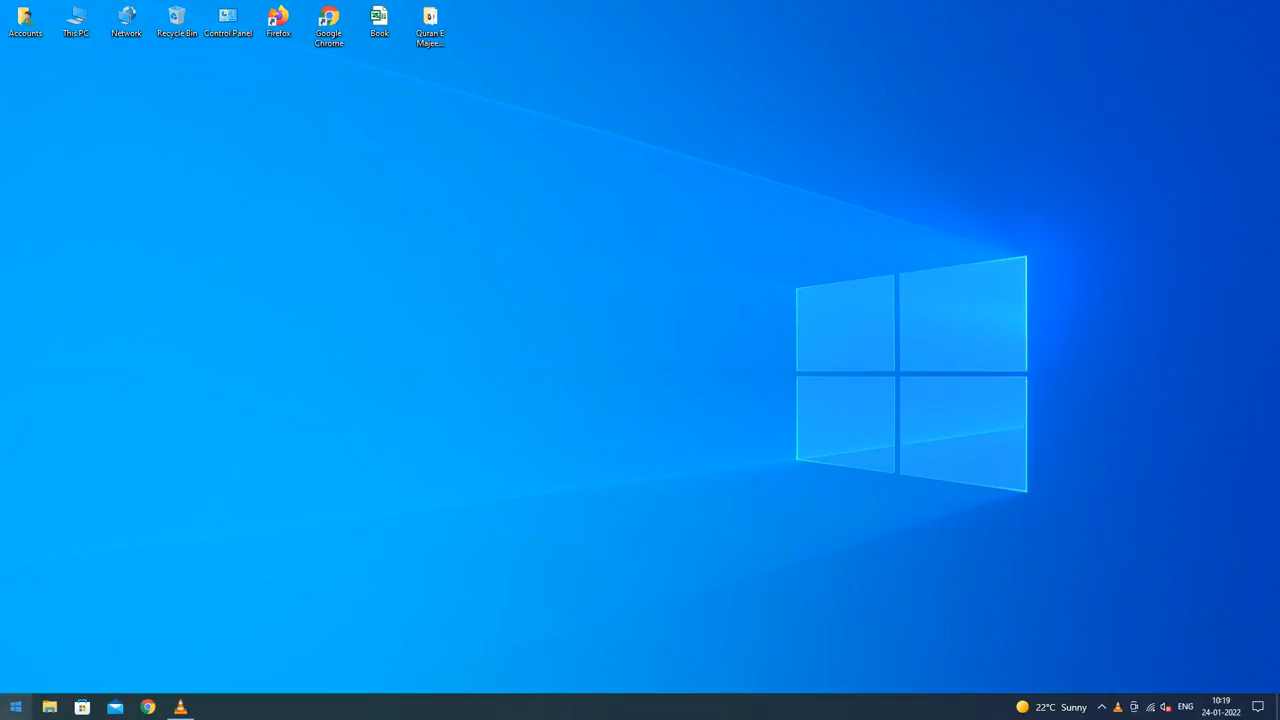 Accounts
This PC
Network
Recycle Bin
Control Panel
Firefox
Google
Chrome
Book
Quran E
Majee...
22°C Sunny
ENG
10:19
24-01-2022